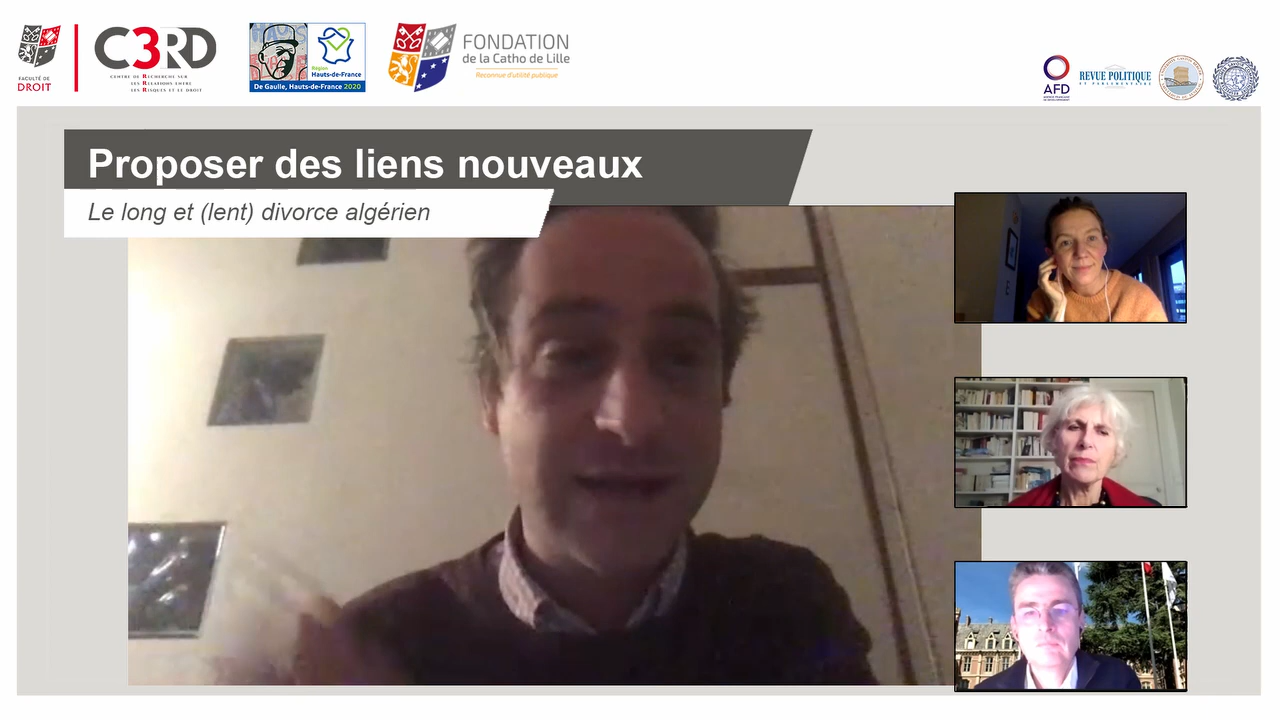 FACULTÉ DE
DROIT
C3RD
CENTRE DE RECHERCHE SUR
LES RELATIONS ENTRE
LES RISQUES ET LE DROIT
Région
Hauts-de-France
De Gaulle, Hauts-de-France 2020
FONDATION
de la Catho de Lille
Reconnue d'utilité publique
AFD
REVUE POLITIQUE
ET PARLEMENTAIRE
Proposer des liens nouveaux
Le long et (lent) divorce algérien